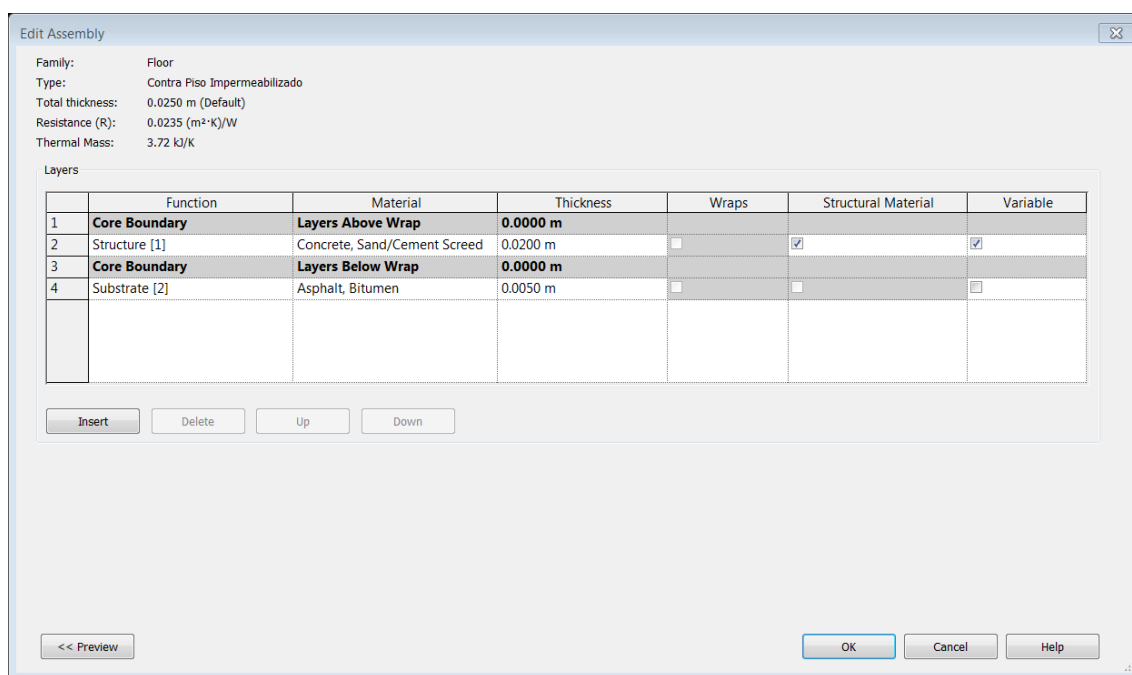 Edit Assembly
Family: Floor
Type: Contra Piso Impermeabilizado
Total thickness: 0.0250 m (Default)
Resistance (R): 0.0235 (m²·K)/W
Thermal Mass: 3.72 kJ/K
Layers
Function Material Thickness Wraps Structural Material Variable
1 Core Boundary Layers Above Wrap 0.0000 m
2 Structure [1] Concrete, Sand/Cement Screed 0.0200 m
3 Core Boundary Layers Below Wrap 0.0000 m
4 Substrate [2] Asphalt, Bitumen 0.0050 m
Insert Delete Up Down
<< Preview OK Cancel Help